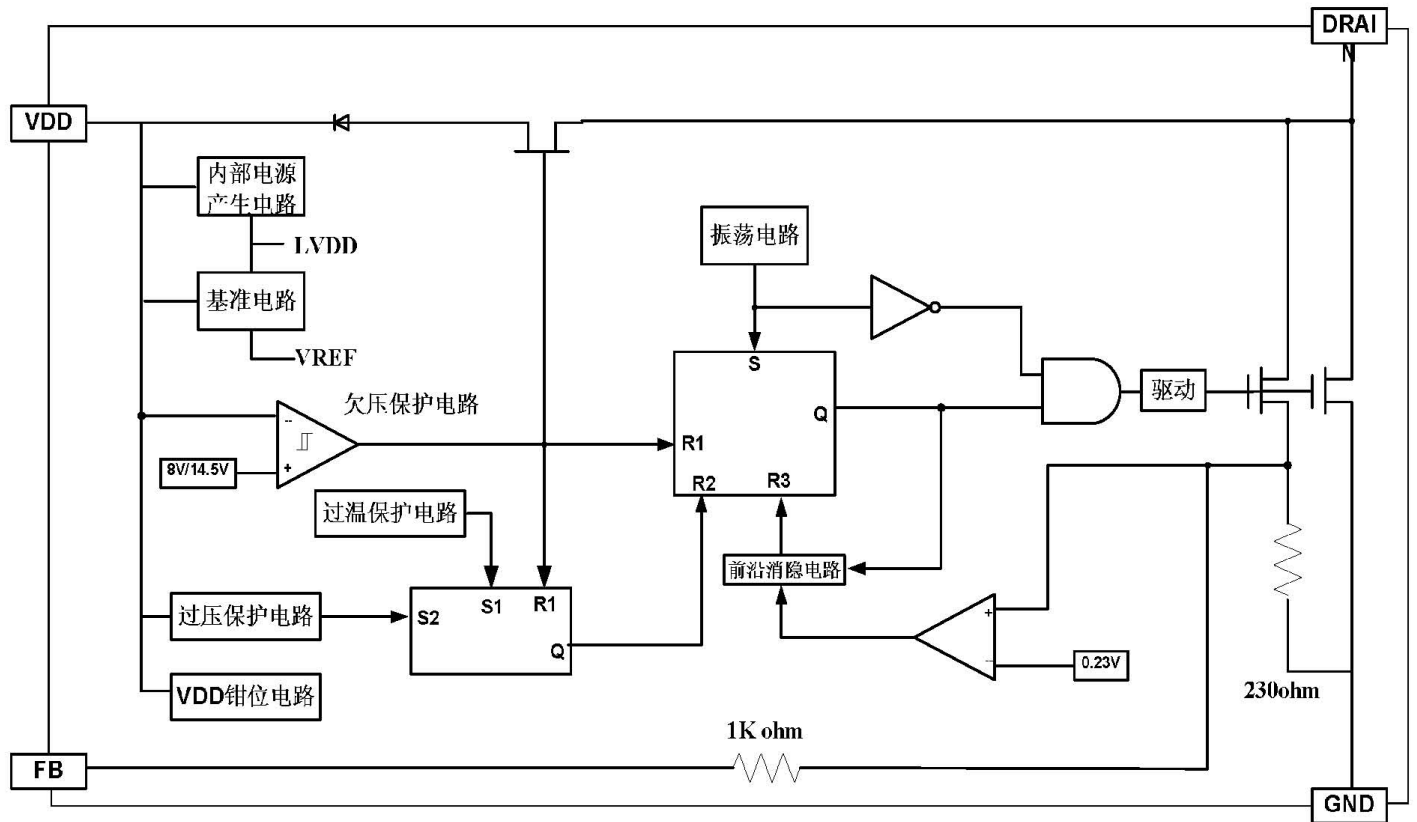 DRAI
N
VDD
内部电源
产生电路
LVDD
基准电路
VREF
振荡电路
欠压保护电路
--
+
8V/14.5V
S
Q
R1
R2
R3
驱动
过温保护电路
前沿消隐电路
过压保护电路
S2
S1
R1
Q
+
--
0.23V
VDD钳位电路
230ohm
1K ohm
FB
GND